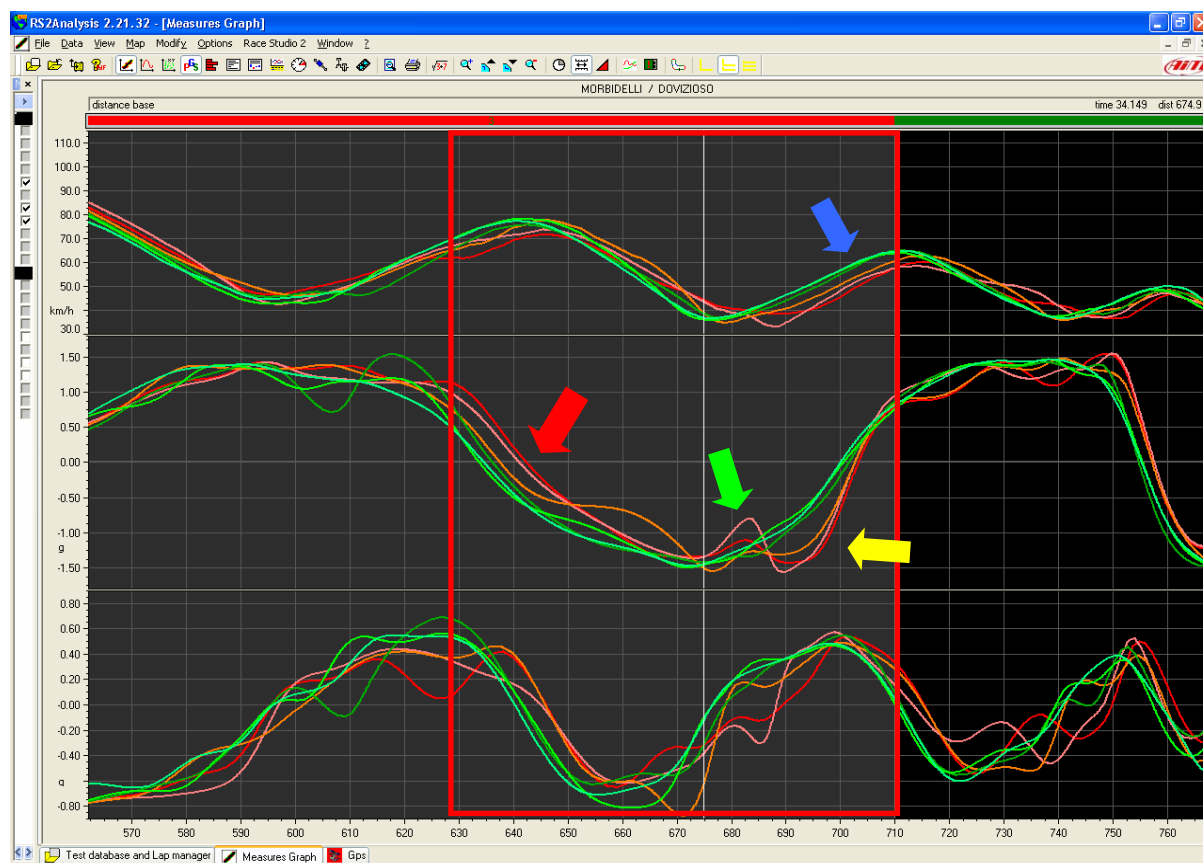 RS2Analysis 2.21.32 - [Measures Graph]
File Data View Map Modify Options Race Studio 2 Window ?
MORBIDELLI / DOVIZIOSO
distance base time 34.149 dist 674.9
110.0
100.0
90.0
80.0
70.0
60.0
50.0
km/h
30.0
1.50
1.00
0.50
0.00
-0.50
-1.00
g
-1.50
0.80
0.60
0.40
0.20
-0.00
-0.20
-0.40
g
-0.80
570 580 590 600 610 620 630 640 650 660 670 680 690 700 710 720 730 740 750 760
Test database and Lap manager Measures Graph Gps